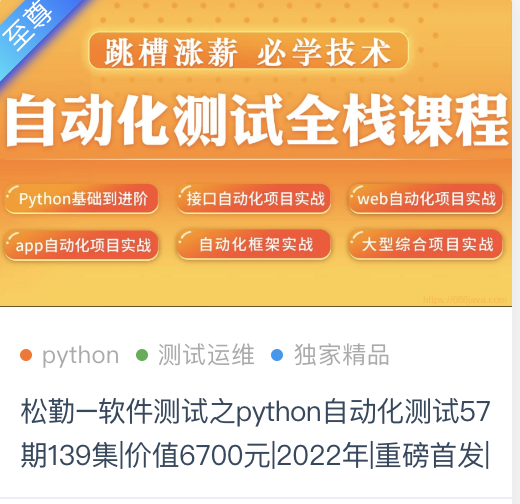 至尊
跳槽涨薪 必学技术
自动化测试全栈课程
Python基础到进阶
接口自动化项目实战
web自动化项目实战
app自动化项目实战
自动化框架实战
大型综合项目实战
python
测试运维
独家精品
松勤一软件测试之python自动化测试57
期139集|价值6700元|2022年|重磅首发|